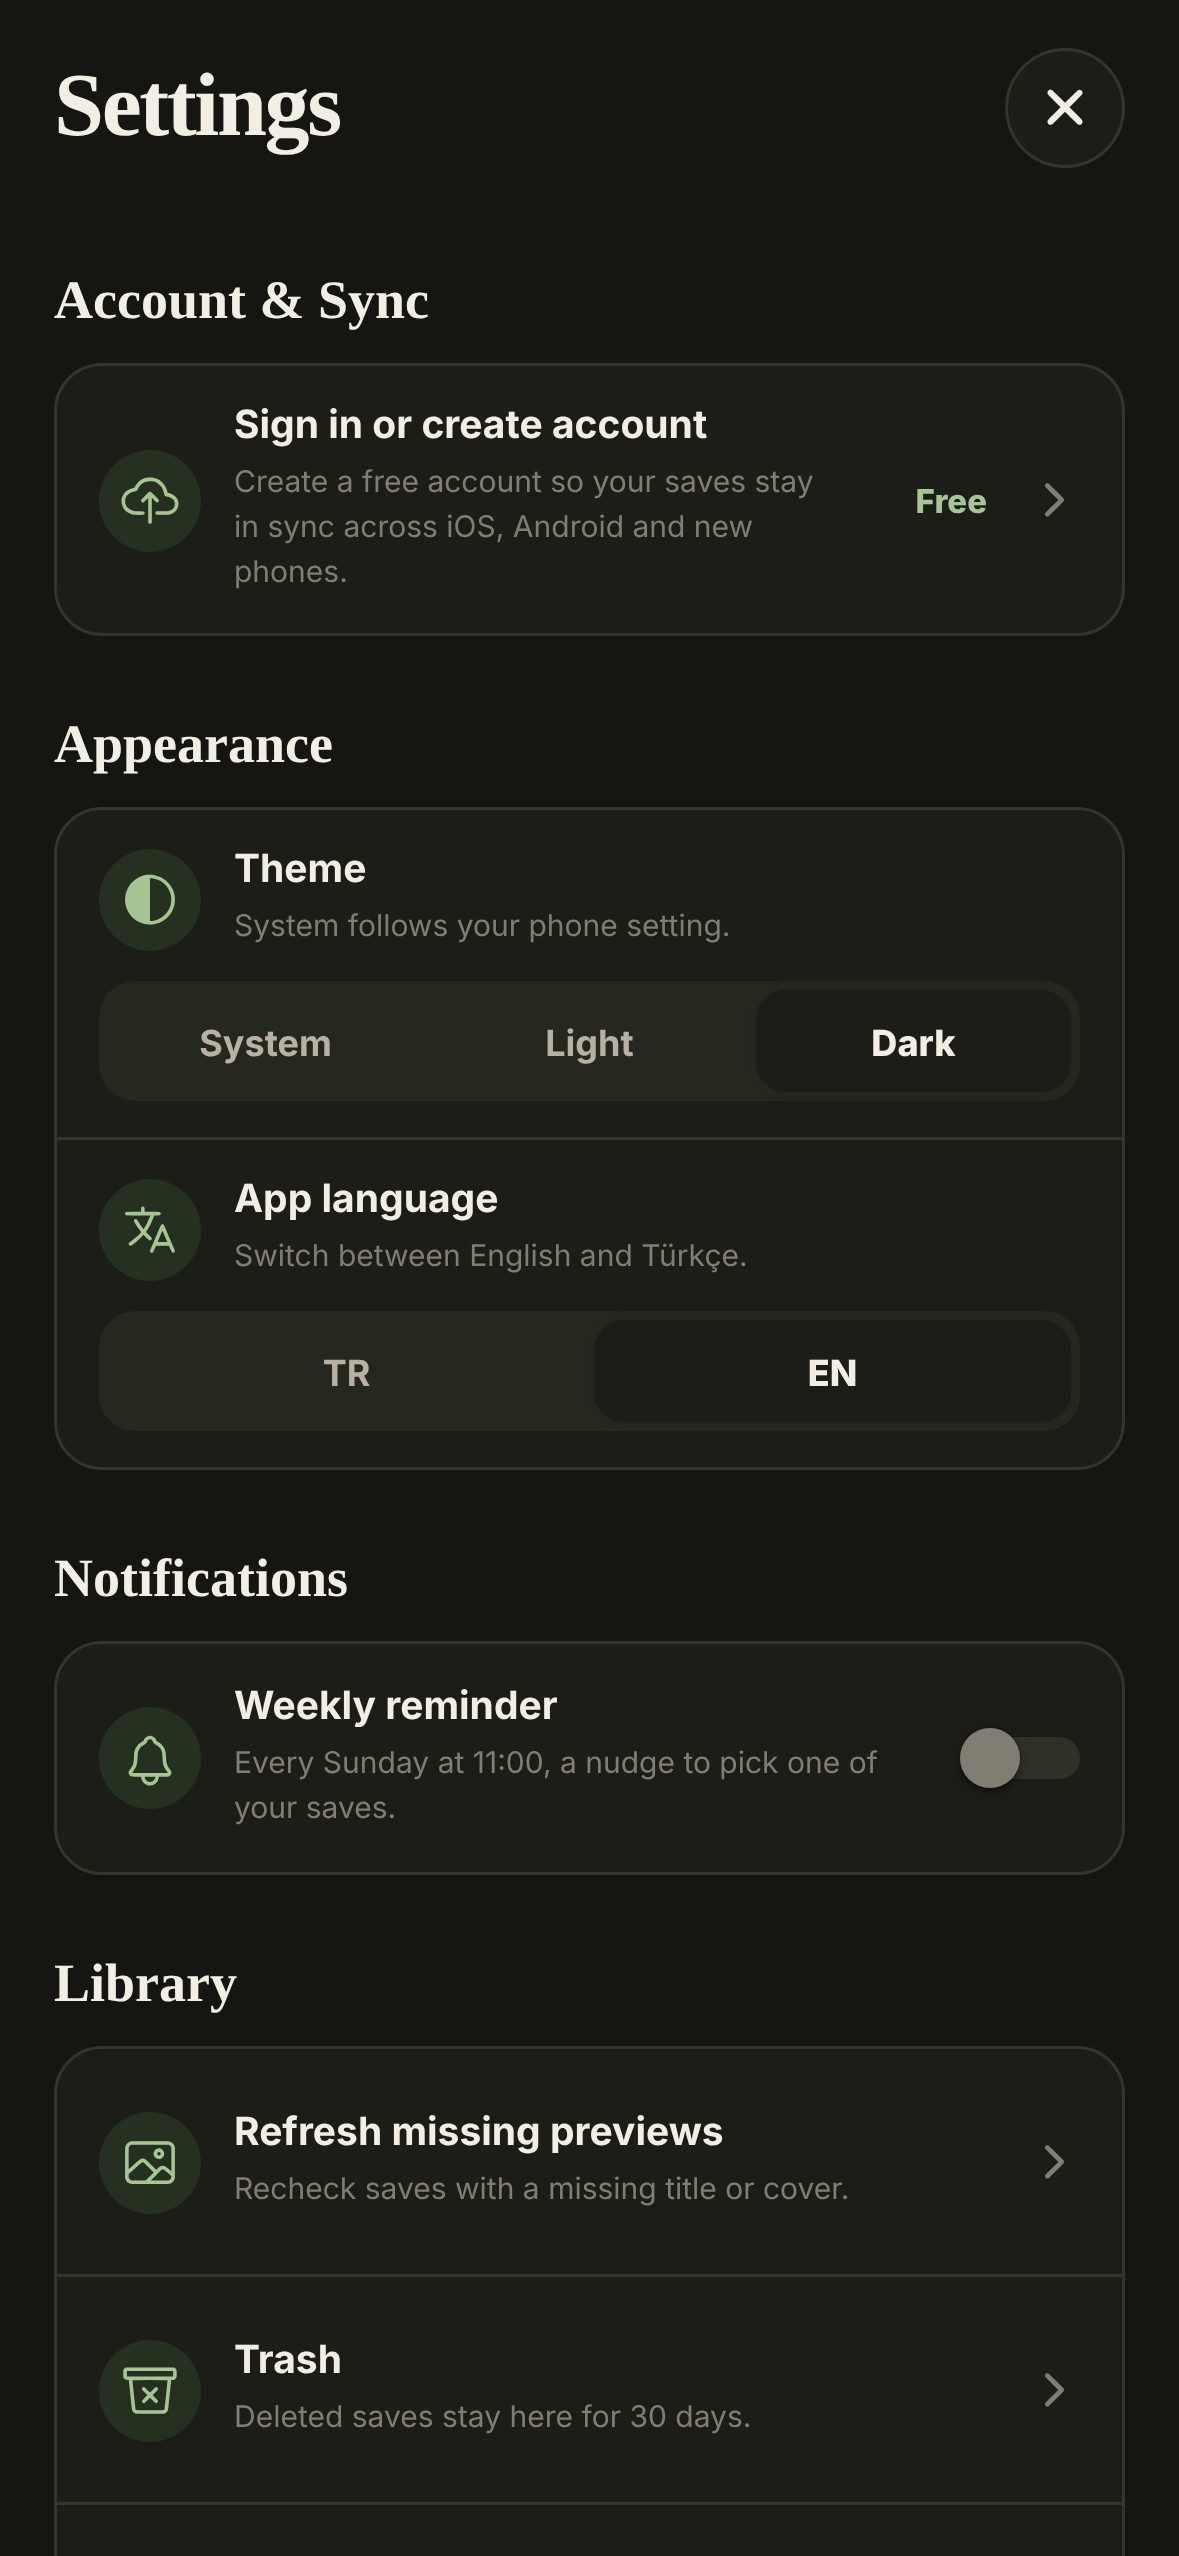 Settings
Account & Sync
Sign in or create account
Create a free account so your saves stay
in sync across iOS, Android and new
phones.
Free
Appearance
Theme
System follows your phone setting.
System Light Dark
App language
Switch between English and Türkçe.
TR EN
Notifications
Weekly reminder
Every Sunday at 11:00, a nudge to pick one of
your saves.
Library
Refresh missing previews
Recheck saves with a missing title or cover.
Trash
Deleted saves stay here for 30 days.